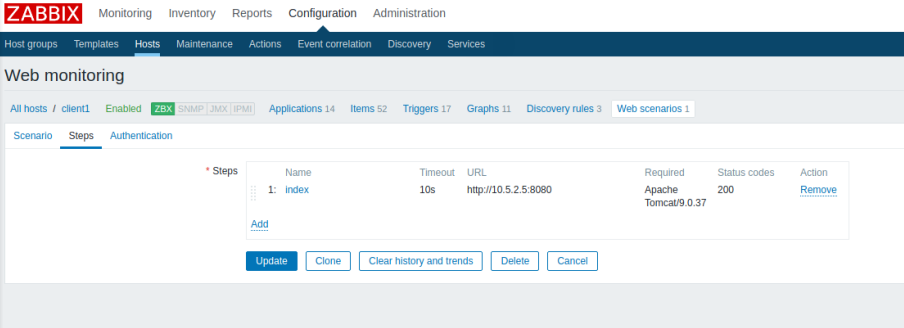 ZABBIX Monitoring Inventory Reports Configuration Administration
Host groups Templates Hosts Maintenance Actions Event correlation Discovery Services
Web monitoring
All hosts / client1 Enabled ZBX SNMP JMX IPMI Applications 14 Items 52 Triggers 17 Graphs 11 Discovery rules 3 Web scenarios 1
Scenario Steps Authentication
* Steps
Name Timeout URL Required Status codes Action
1: index 10s http://10.5.2.5:8080 Apache 200 Remove
Tomcat/9.0.37
Add
Update Clone Clear history and trends Delete Cancel